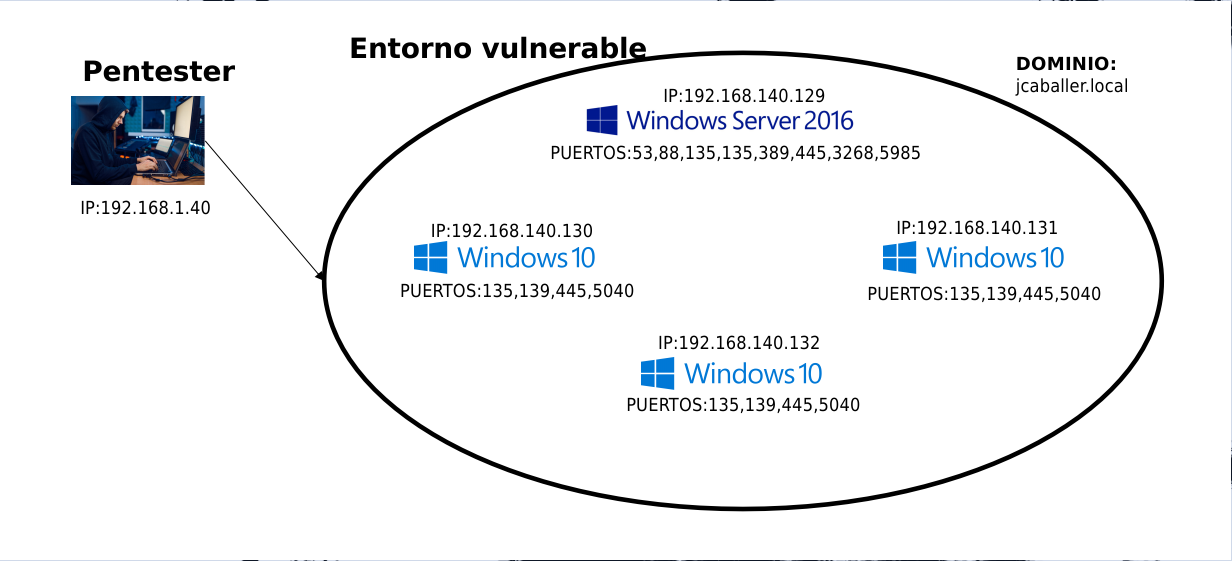 Entorno vulnerable
Pentester
DOMINIO:
jcaballer.local
IP:192.168.140.129
Windows Server 2016
PUERTOS:53,88,135,135,389,445,3268,5985
IP:192.168.1.40
IP:192.168.140.130
Windows 10
PUERTOS:135,139,445,5040
IP:192.168.140.131
Windows 10
PUERTOS:135,139,445,5040
IP:192.168.140.132
Windows 10
PUERTOS:135,139,445,5040